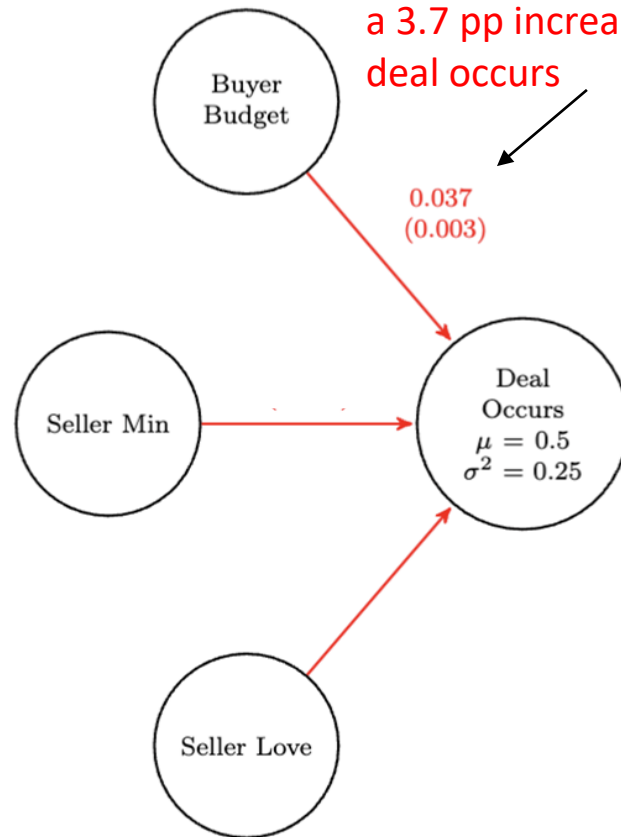 a 3.7 pp increa
deal occurs
Buyer
Budget
0.037
(0.003)
Seller Min
Deal
Occurs
μ = 0.5
σ² = 0.25
Seller Love